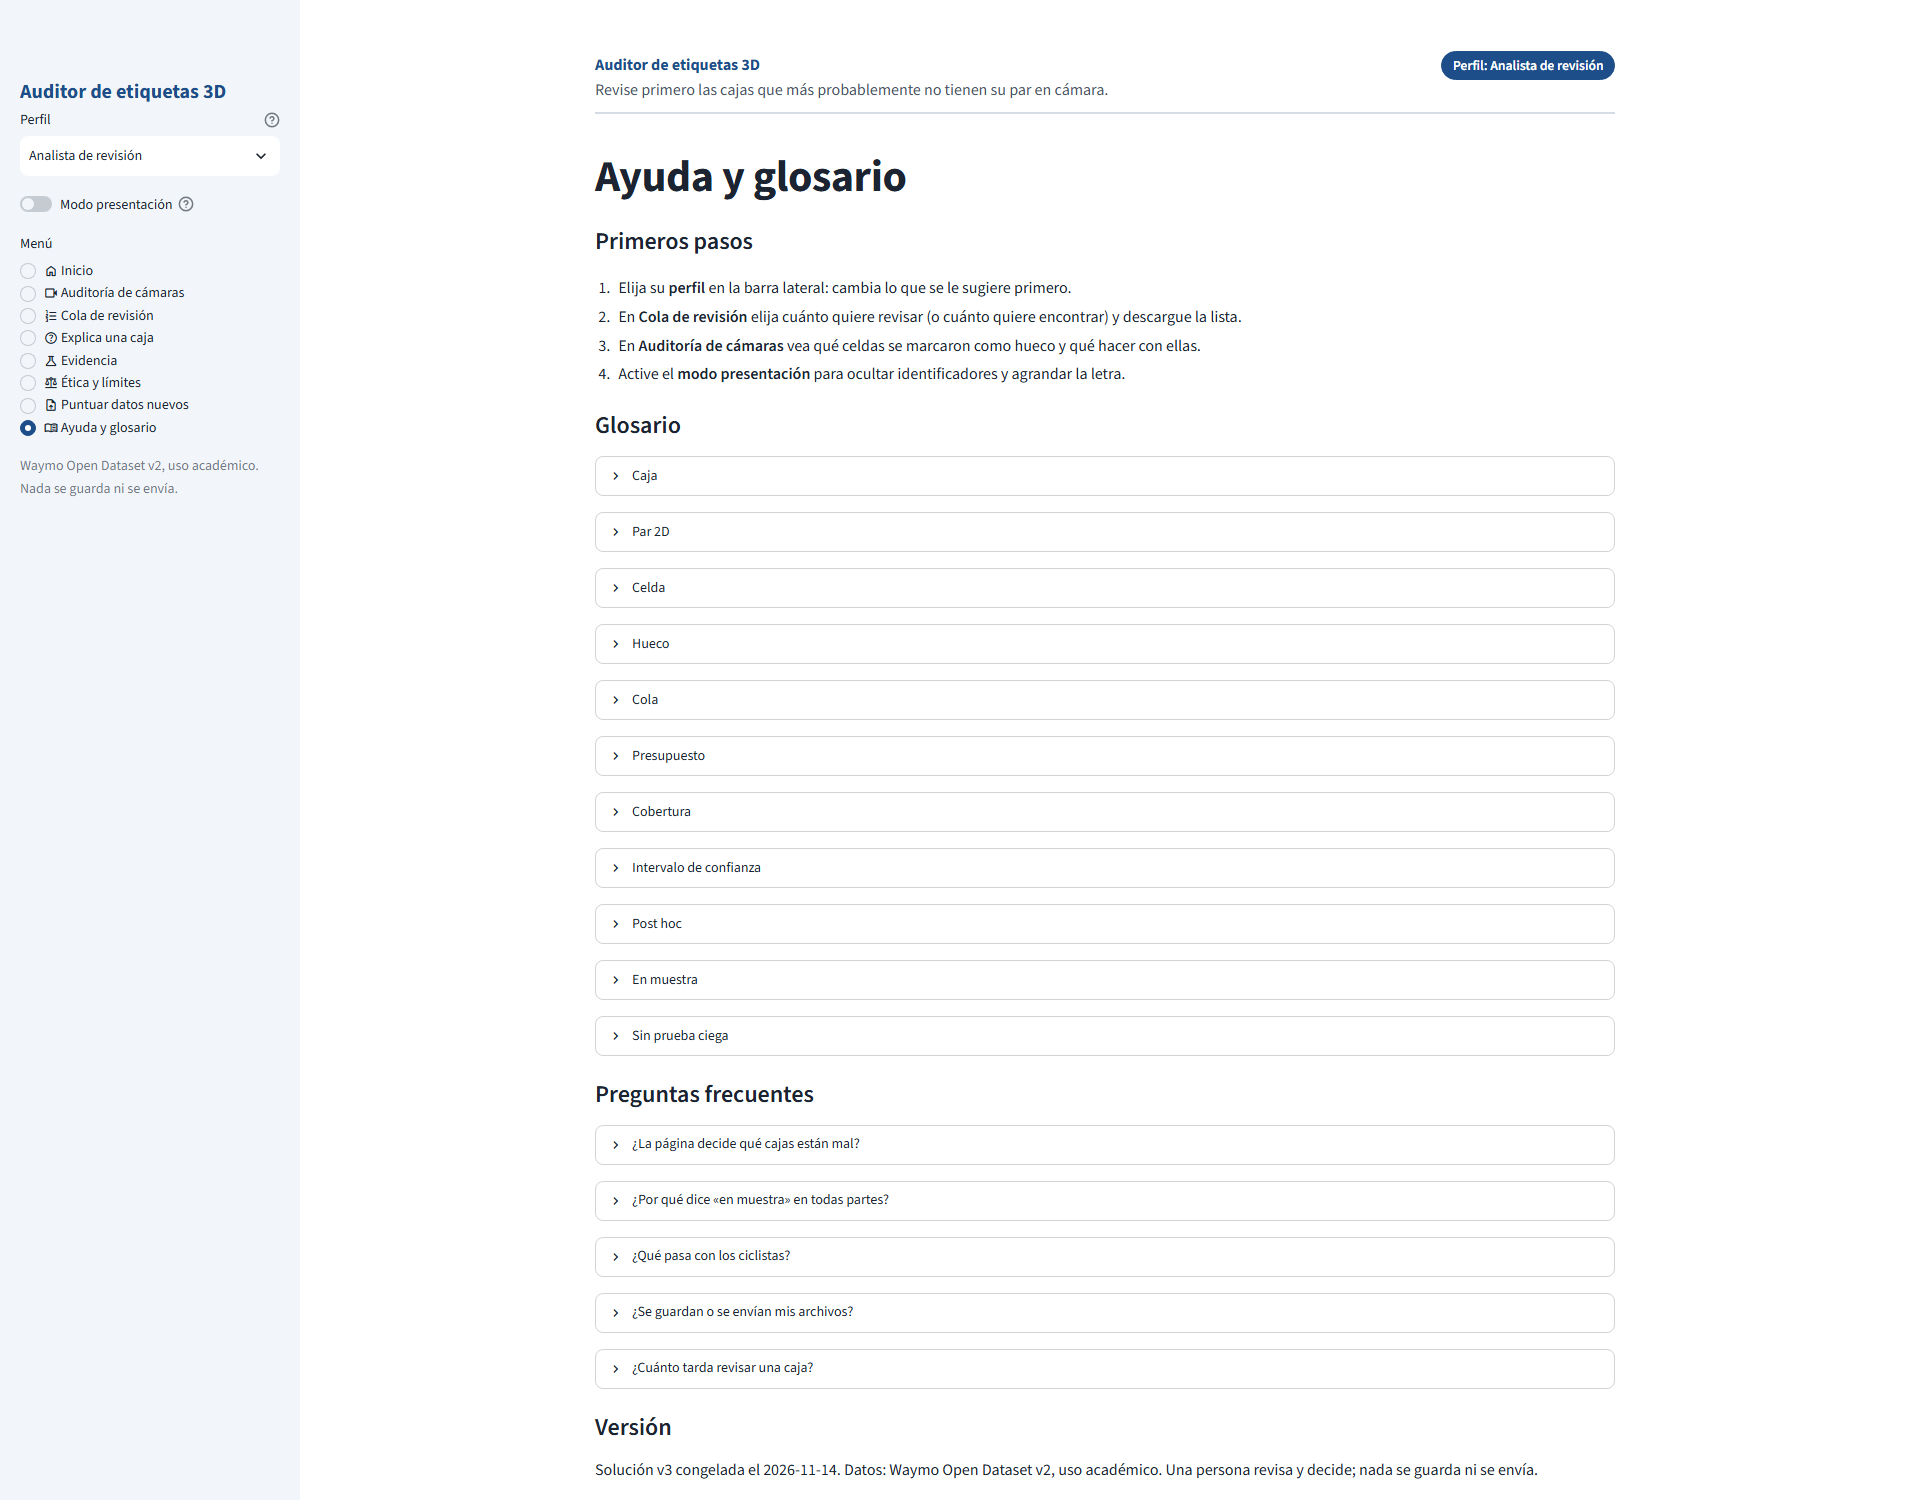 Auditor de etiquetas 3D
Perfil
Analista de revisión
Modo presentación
Menú
Inicio
Auditoría de cámaras
Cola de revisión
Explica una caja
Evidencia
Ética y límites
Puntuar datos nuevos
Ayuda y glosario
Waymo Open Dataset v2, uso académico.
Nada se guarda ni se envía.
Auditor de etiquetas 3D
Perfil: Analista de revisión
Revise primero las cajas que más probablemente no tienen su par en cámara.
Ayuda y glosario
Primeros pasos
1. Elija su perfil en la barra lateral: cambia lo que se le sugiere primero.
2. En Cola de revisión elija cuánto quiere revisar (o cuánto quiere encontrar) y descargue la lista.
3. En Auditoría de cámaras vea qué celdas se marcaron como hueco y qué hacer con ellas.
4. Active el modo presentación para ocultar identificadores y agrandar la letra.
Glosario
Caja
Par 2D
Celda
Hueco
Cola
Presupuesto
Cobertura
Intervalo de confianza
Post hoc
En muestra
Sin prueba ciega
Preguntas frecuentes
¿La página decide qué cajas están mal?
¿Por qué dice «en muestra» en todas partes?
¿Qué pasa con los ciclistas?
¿Se guardan o se envían mis archivos?
¿Cuánto tarda revisar una caja?
Versión
Solución v3 congelada el 2026-11-14. Datos: Waymo Open Dataset v2, uso académico. Una persona revisa y decide; nada se guarda ni se envía.